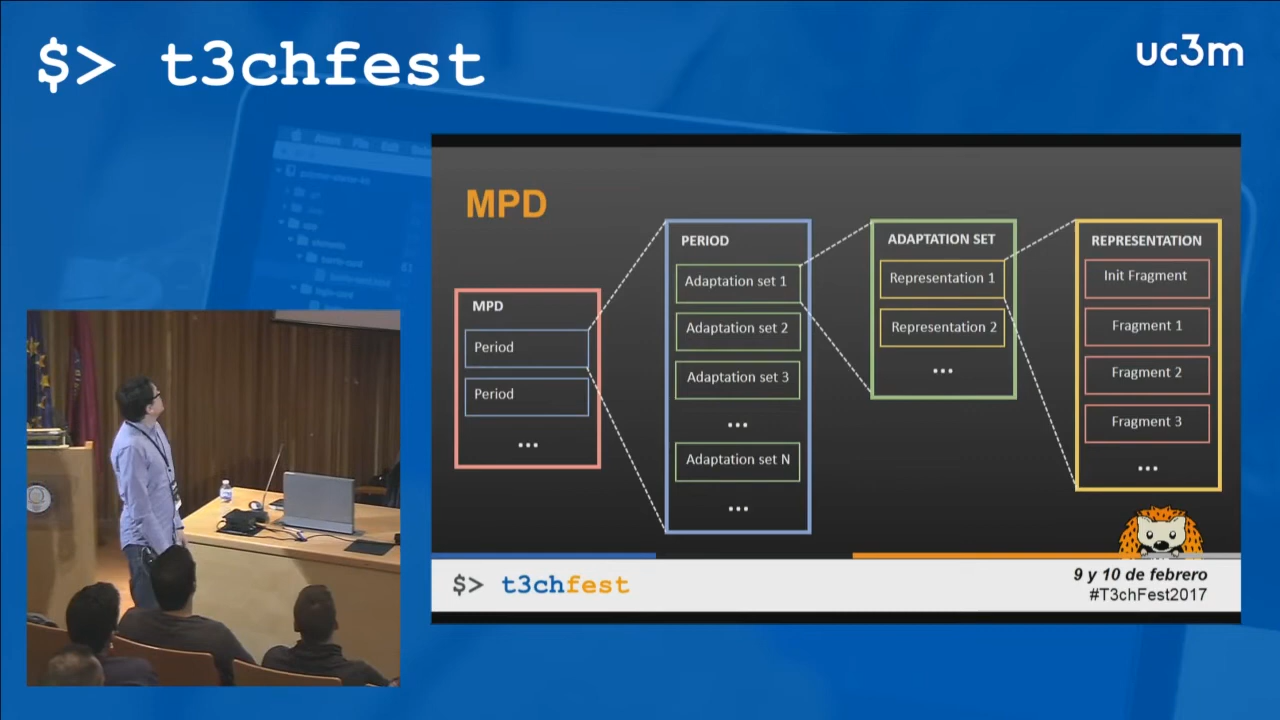 $> t3chfest
uc3m
MPD
MPD
Period
Period
...
PERIOD
Adaptation set 1
Adaptation set 2
Adaptation set 3
...
Adaptation set N
...
ADAPTATION SET
Representation 1
Representation 2
...
REPRESENTATION
Init Fragment
Fragment 1
Fragment 2
Fragment 3
...
$> t3chfest
9 y 10 de febrero
#T3chFest2017